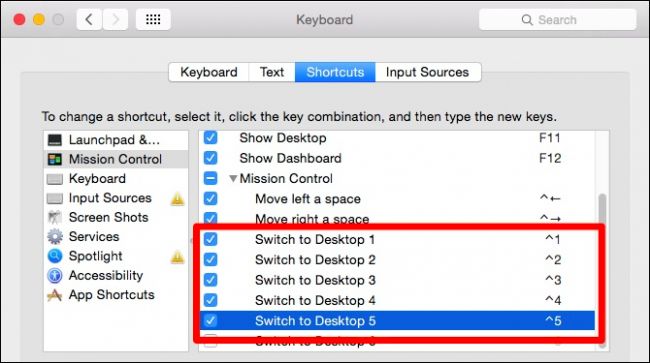 Keyboard
Search
Keyboard Text Shortcuts Input Sources
To change a shortcut, select it, click the key combination, and then type the new keys.
Launchpad &...
Mission Control
Keyboard
Input Sources
Screen Shots
Services
Spotlight
Accessibility
App Shortcuts
Show Desktop F11
Show Dashboard F12
Mission Control
Move left a space ^←
Move right a space ^→
Switch to Desktop 1 ^1
Switch to Desktop 2 ^2
Switch to Desktop 3 ^3
Switch to Desktop 4 ^4
Switch to Desktop 5 ^5